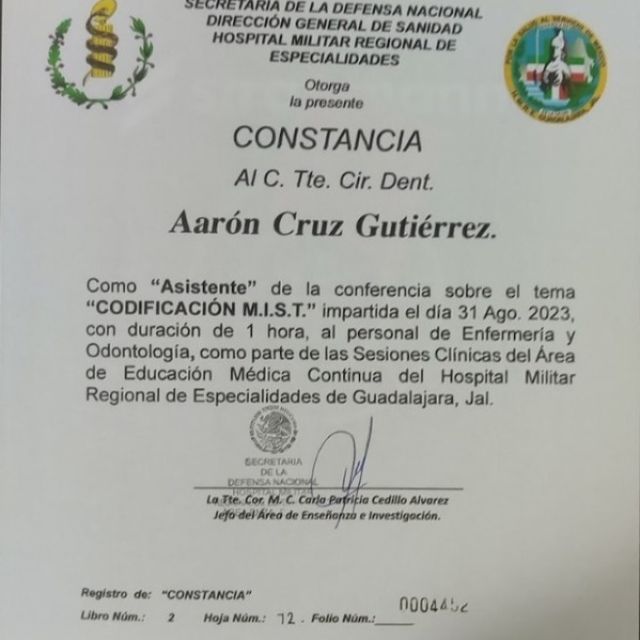 SECRETARÍA DE LA DEFENSA NACIONAL
DIRECCIÓN GENERAL DE SANIDAD
HOSPITAL MILITAR REGIONAL DE
ESPECIALIDADES
Otorga
la presente
CONSTANCIA
Al C. Tte. Cir. Dent.
Aarón Cruz Gutiérrez.
Como “Asistente” de la conferencia sobre el tema
“CODIFICACIÓN M.I.S.T.” impartida el día 31 Ago. 2023,
con duración de 1 hora, al personal de Enfermería y
Odontología, como parte de las Sesiones Clínicas del Área
de Educación Médica Continua del Hospital Militar
Regional de Especialidades de Guadalajara, Jal.
SECRETARIA
DE LA
DEFENSA NACIONAL
HOSPITAL MILITAR
La Tte. Cor. M. C. Carla Patricia Cedillo Alvarez
Jefa del Área de Enseñanza e Investigación.
Registro de: “CONSTANCIA”
0004452
Libro Núm.: 2 Hoja Núm.: 72. Folio Núm.: